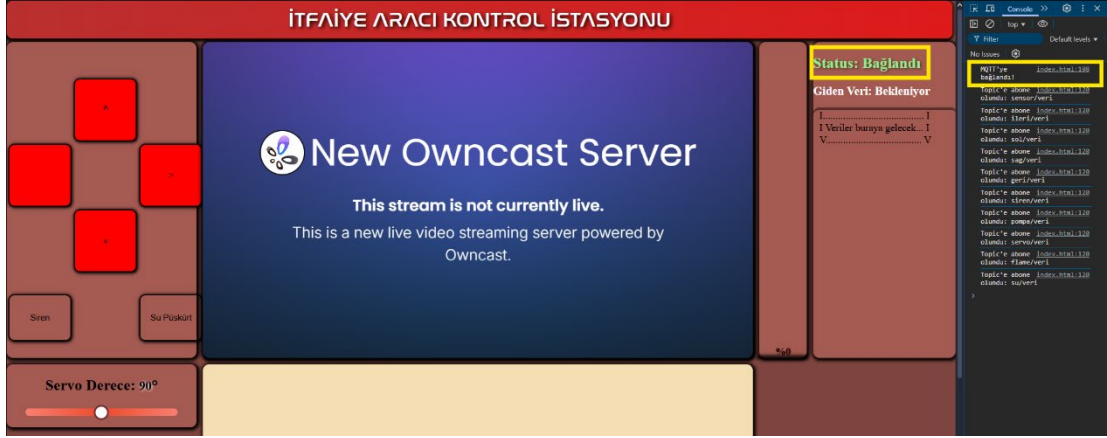 İTFAİYE ARACI KONTROL İSTASYONU
Siren
Su Püskürt
Servo Derece: 90°
New Owncast Server
This stream is not currently live.
This is a new live video streaming server powered by
Owncast.
%0
Status: Bağlandı
Giden Veri: Bekleniyor
I.................................... I
I Veriler buraya gelecek... I
V.................................. V
Console
top
Filter
Default levels
No Issues
MQTT'ye index.html:108
bağlandı!
Topic'e abone index.html:120
olundu: sensor/veri
Topic'e abone index.html:120
olundu: ileri/veri
Topic'e abone index.html:120
olundu: sol/veri
Topic'e abone index.html:120
olundu: sag/veri
Topic'e abone index.html:120
olundu: geri/veri
Topic'e abone index.html:120
olundu: siren/veri
Topic'e abone index.html:120
olundu: pompa/veri
Topic'e abone index.html:120
olundu: servo/veri
Topic'e abone index.html:120
olundu: flame/veri
Topic'e abone index.html:120
olundu: su/veri